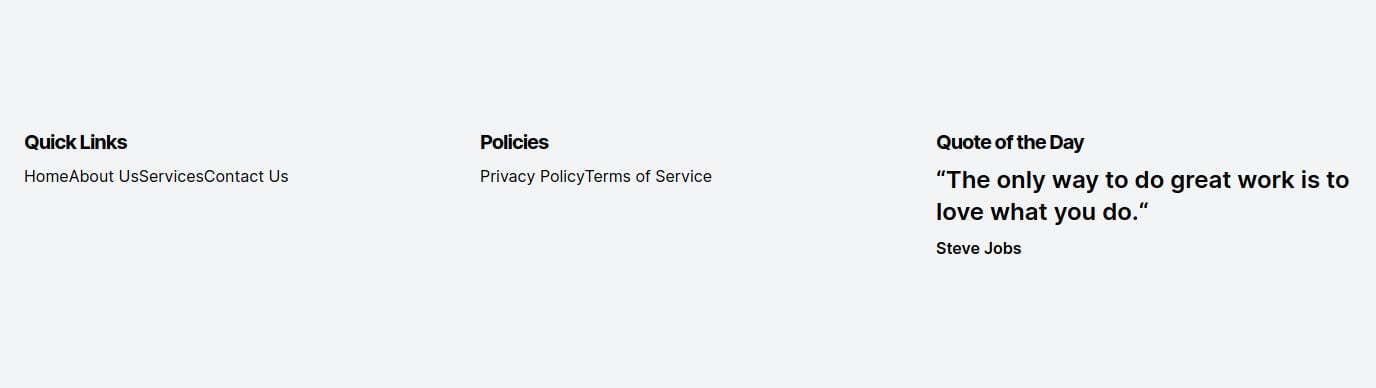 Quick Links
HomeAbout UsServicesContact Us
Policies
Privacy PolicyTerms of Service
Quote of the Day
“The only way to do great work is to
love what you do.“
Steve Jobs